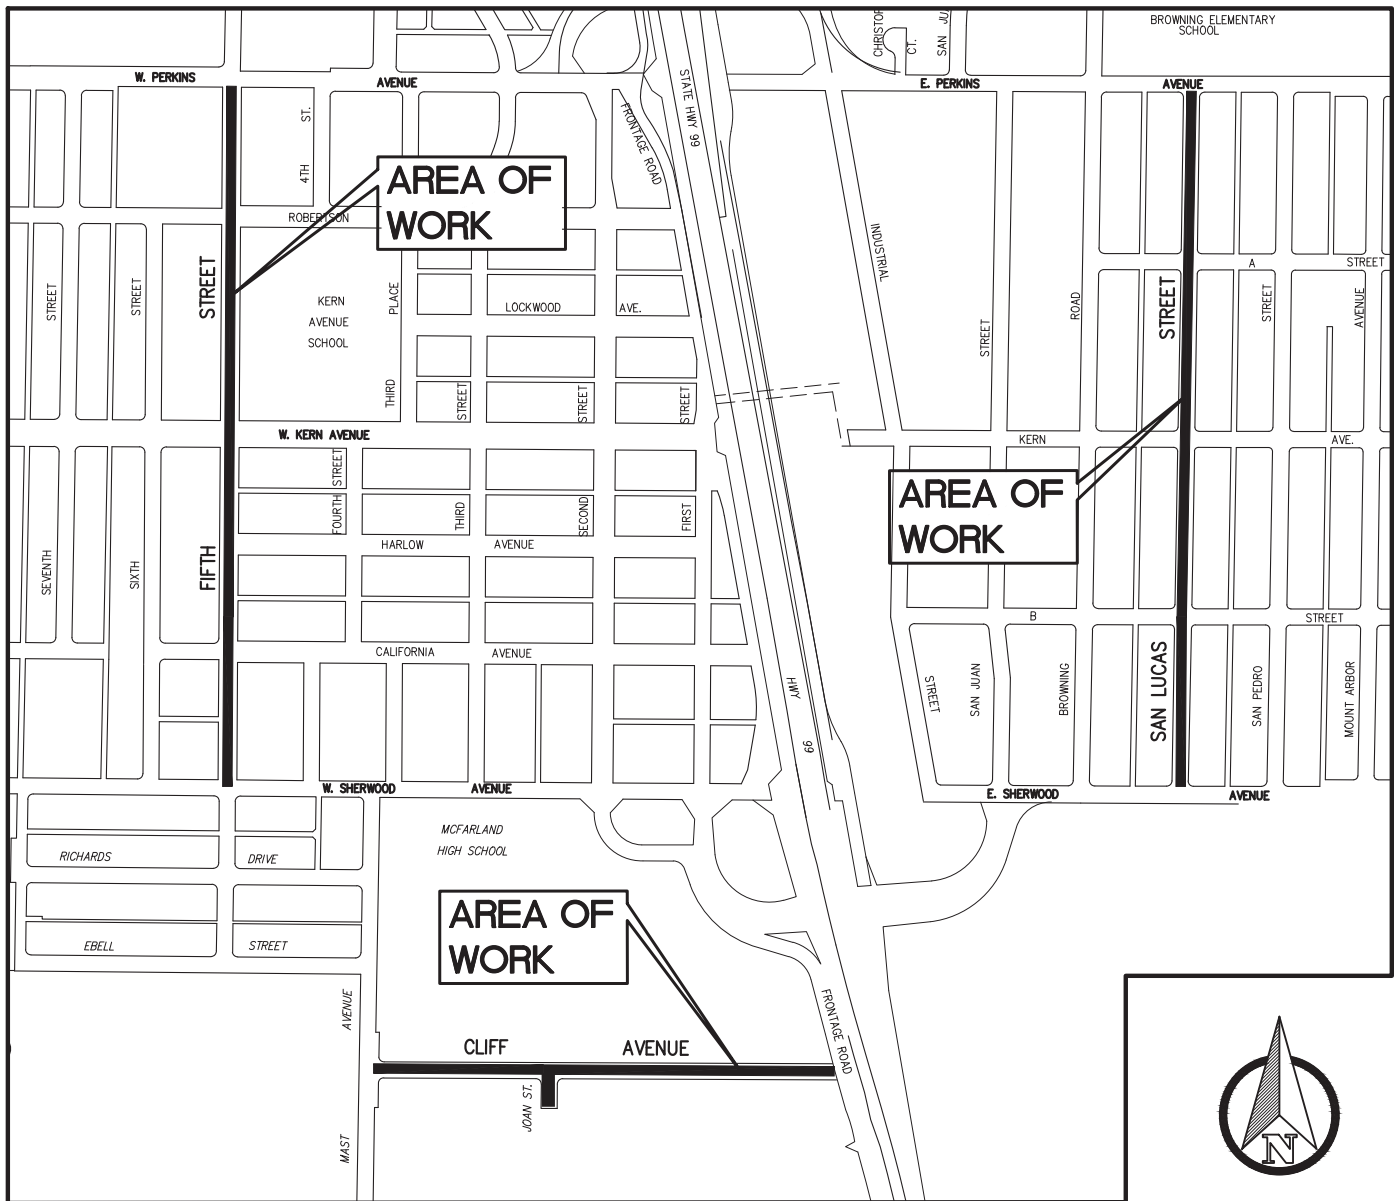 BROWNING ELEMENTARY
SCHOOL
CHRISTOP
CT.
SAN JU
W. PERKINS
AVENUE
E. PERKINS
AVENUE
STATE HWY 99
FRONTAGE ROAD
4TH
ST.
AREA OF
WORK
ROBERTSON
INDUSTRIAL
STREET
A
STREET
STREET
STREET
STREET
KERN
AVENUE
SCHOOL
PLACE
LOCKWOOD
AVE.
ROAD
STREET
STREET
AVENUE
THIRD
STREET
STREET
STREET
W. KERN AVENUE
KERN
AVE.
STREET
FOURTH
THIRD
SECOND
FIRST
AREA OF
WORK
HARLOW
AVENUE
SEVENTH
SIXTH
FIFTH
B
STREET
CALIFORNIA
AVENUE
HWY
99
STREET
SAN JUAN
BROWNING
SAN LUCAS
SAN PEDRO
MOUNT ARBOR
W. SHERWOOD
AVENUE
E. SHERWOOD
AVENUE
MCFARLAND
HIGH SCHOOL
RICHARDS
DRIVE
AREA OF
WORK
EBELL
STREET
AVENUE
MAST
FRONTAGE ROAD
CLIFF
AVENUE
JOAN ST.
N